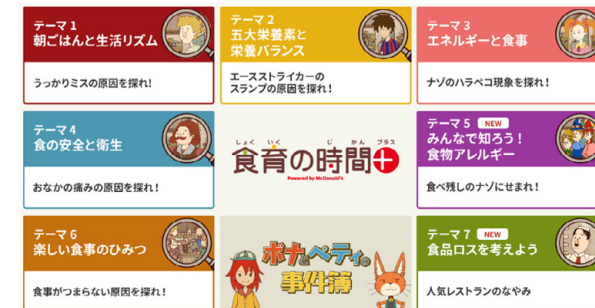 テーマ 1
朝ごはんと生活リズム
うっかりミスの原因を探れ!
テーマ 2
五大栄養素と
栄養バランス
エースストライカーの
スランプの原因を探れ!
テーマ 3
エネルギーと食事
ナゾのハラペコ現象を探れ!
テーマ 4
食の安全と衛生
おなかの痛みの原因を探れ!
しょく いく じ かん プラス
食育の時間+
Powered by McDonald's
テーマ 5 NEW
みんなで知ろう!
食物アレルギー
食べ残しのナゾにせまれ!
テーマ 6
楽しい食事のひみつ
食事がつまらない原因を探れ!
ボナとペティの
事件簿
テーマ 7 NEW
食品ロスを考えよう
人気レストランのなやみ